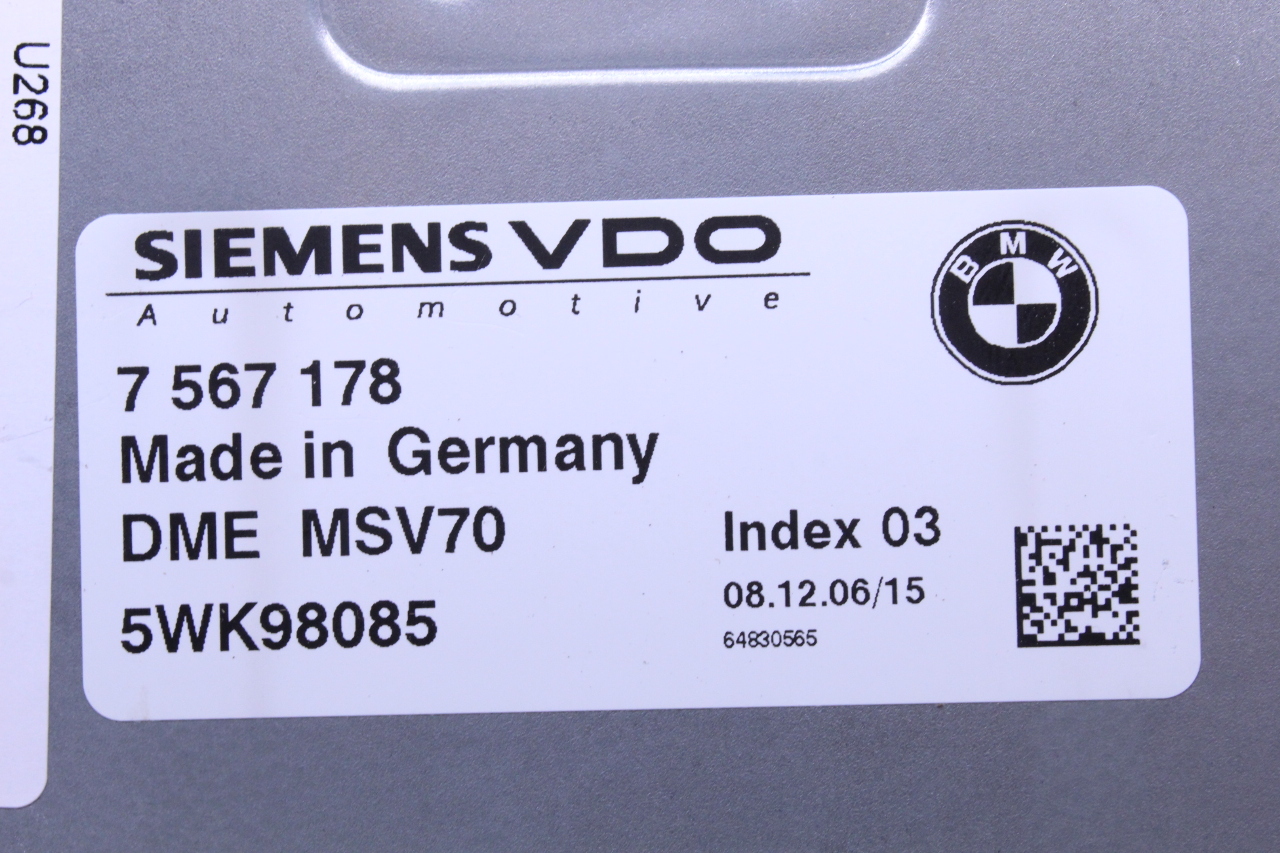 U268
SIEMENS VDO
Automotive
BMW
7 567 178
Made in Germany
DME MSV70
Index 03
08.12.06/15
5WK98085
64830565